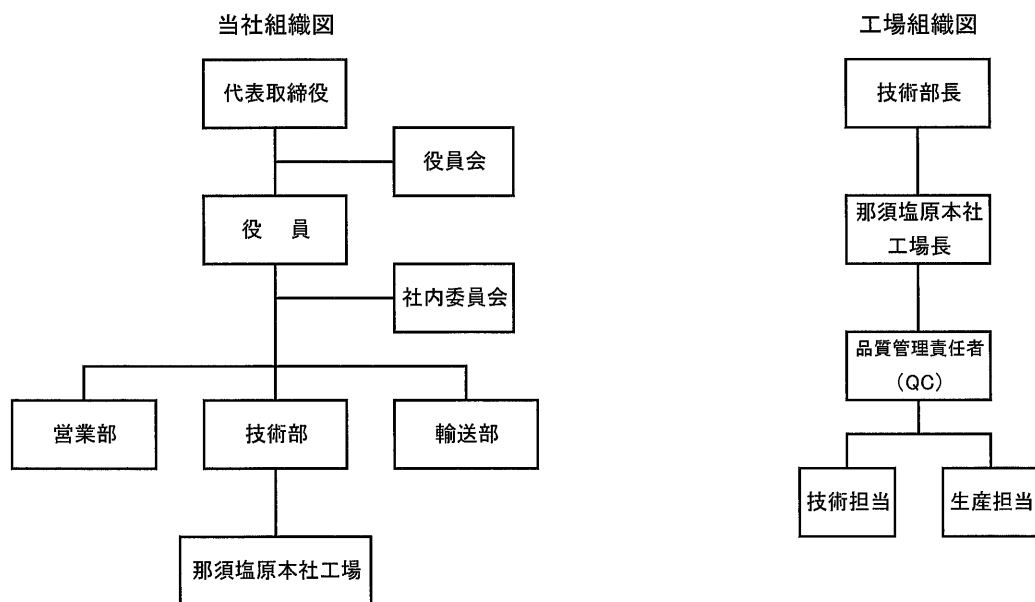 当社組織図
代表取締役
役員会
役　員
社内委員会
営業部
技術部
輸送部
那須塩原本社工場
工場組織図
技術部長
那須塩原本社
工場長
品質管理責任者
（QC）
技術担当
生産担当